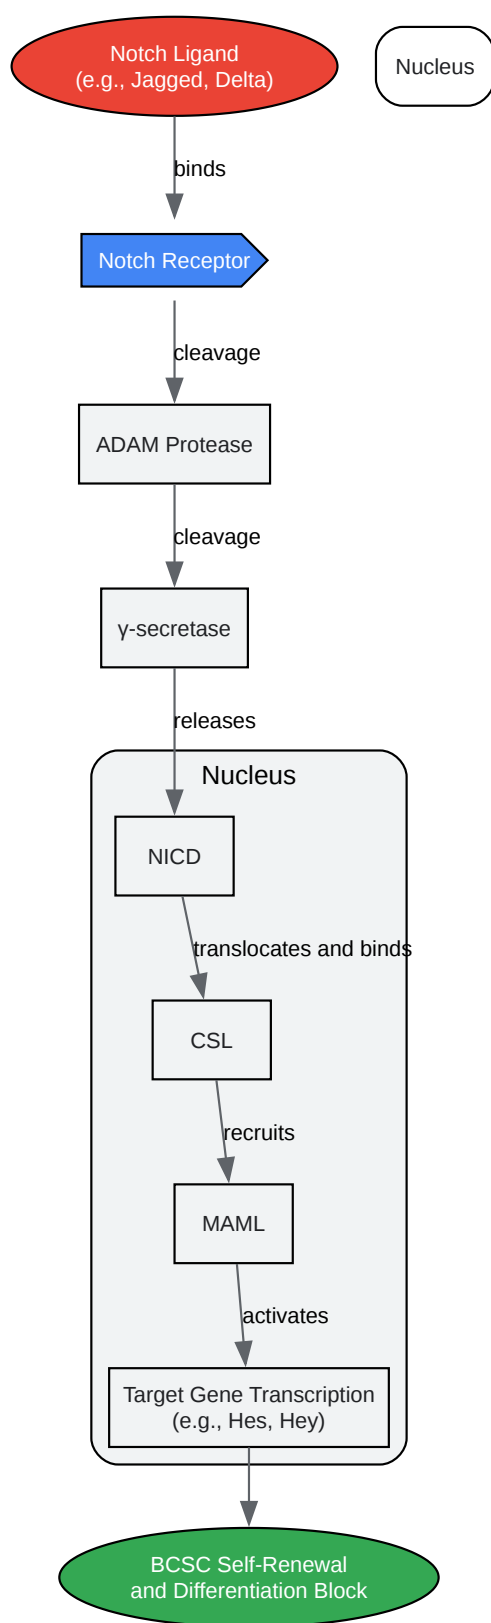 Notch Ligand
(e.g., Jagged, Delta)
Nucleus
binds
Notch Receptor
cleavage
ADAM Protease
cleavage
γ-secretase
releases
Nucleus
NICD
translocates and binds
CSL
recruits
MAML
activates
Target Gene Transcription
(e.g., Hes, Hey)
BCSC Self-Renewal
and Differentiation Block